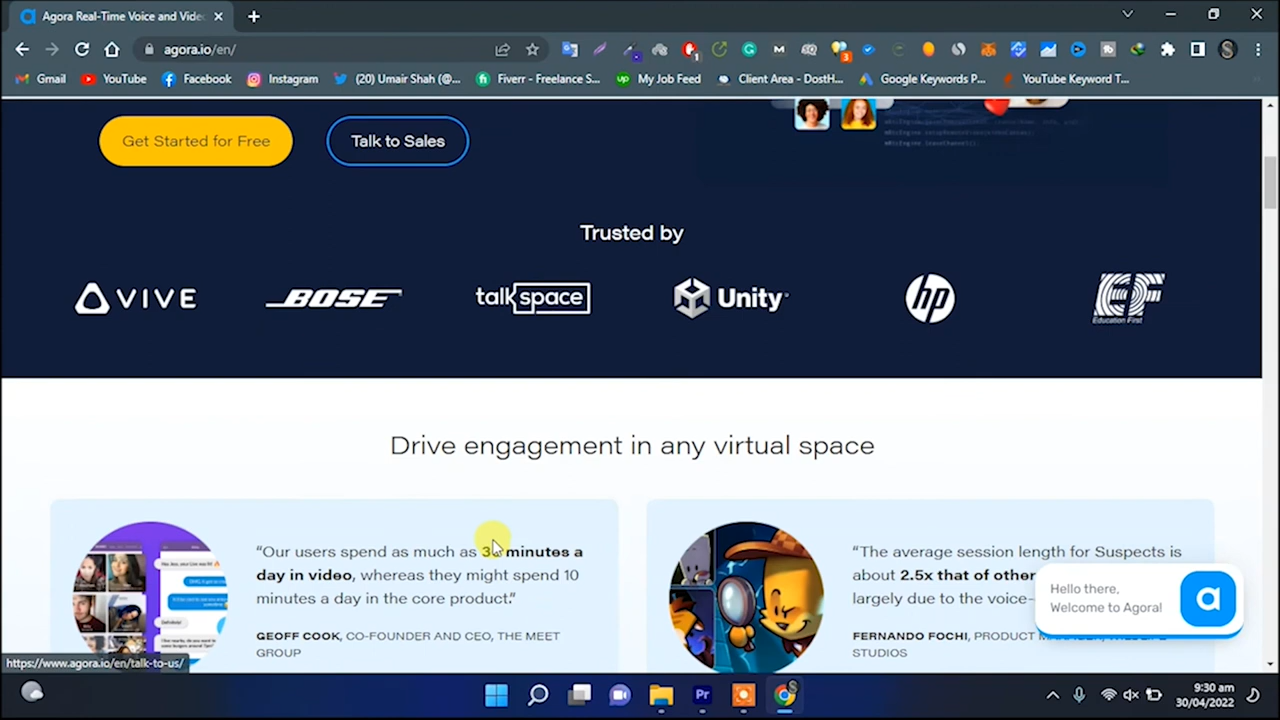 Agora Real-Time Voice and Vide
agora.io/en/
Gmail
YouTube
Facebook
Instagram
(20) Umair Shah (@...
Fiverr - Freelance S...
My Job Feed
Client Area - DostH...
Google Keywords P...
YouTube Keyword T...
Get Started for Free
Talk to Sales
Trusted by
VIVE
BOSE
talkspace
Unity
hp
EF
Education First
Drive engagement in any virtual space
“Our users spend as much as 3 minutes a
day in video, whereas they might spend 10
minutes a day in the core product.”
GEOFF COOK, CO-FOUNDER AND CEO, THE MEET
GROUP
“The average session length for Suspects is
about 2.5x that of other
largely due to the voice-
FERNANDO FOCHI, PRODUCT
STUDIOS
Hello there,
Welcome to Agora!
https://www.agora.io/en/talk-to-us/
9:30 am
30/04/2022